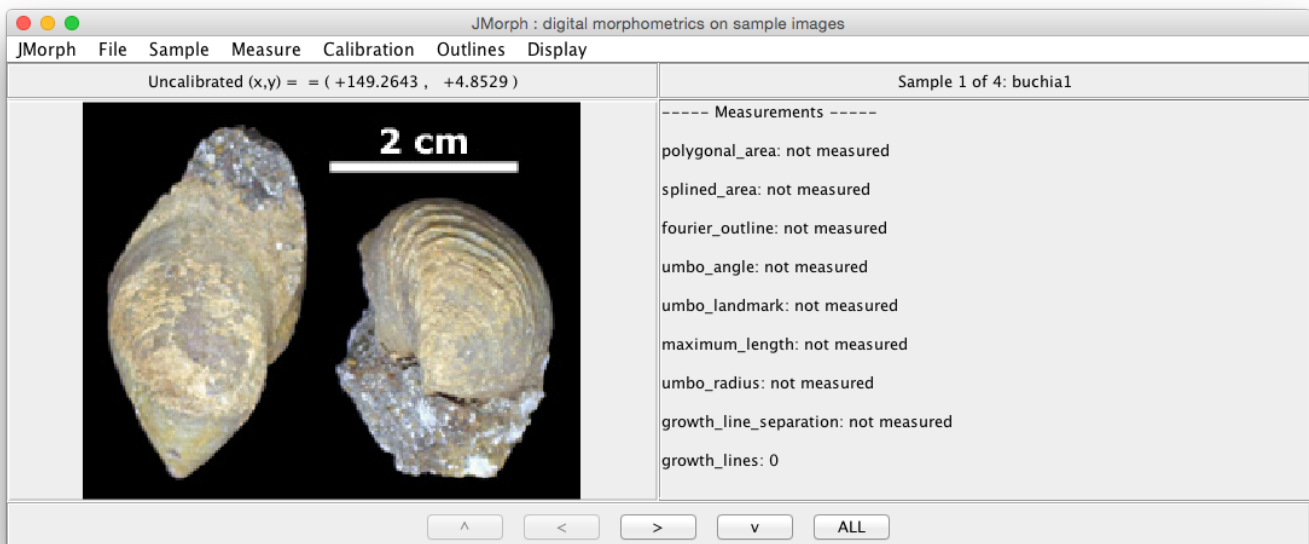 JMorph : digital morphometrics on sample images
JMorph File Sample Measure Calibration Outlines Display
Uncalibrated (x,y) = = ( +149.2643 , +4.8529 )
Sample 1 of 4: buchia1
2 cm
----- Measurements -----
polygonal_area: not measured
splined_area: not measured
fourier_outline: not measured
umbo_angle: not measured
umbo_landmark: not measured
maximum_length: not measured
umbo_radius: not measured
growth_line_separation: not measured
growth_lines: 0
^ < > v ALL